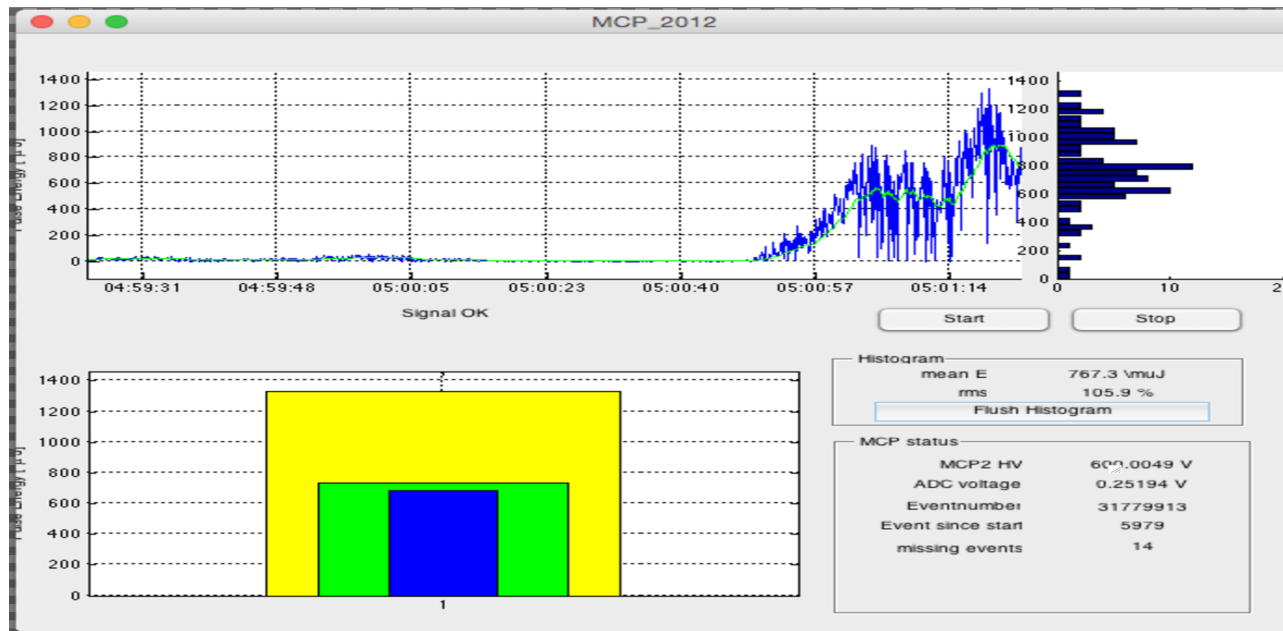 MCP_2012
1400
1200
1000
800
600
400
200
0
04:59:31 04:59:48 05:00:05 05:00:23 05:00:40 05:00:57 05:01:14
1400
1200
1000
800
600
400
200
0
0 10 2
Signal OK
Start Stop
1400
1200
1000
800
600
400
200
0
1
1
Histogram
mean E 767.3 \muJ
rms 105.9 %
Flush Histogram
MCP status
MCP2 HV 600.0049 V
ADC voltage 0.25194 V
Eventnumber 31779913
Event since start 5979
missing events 14